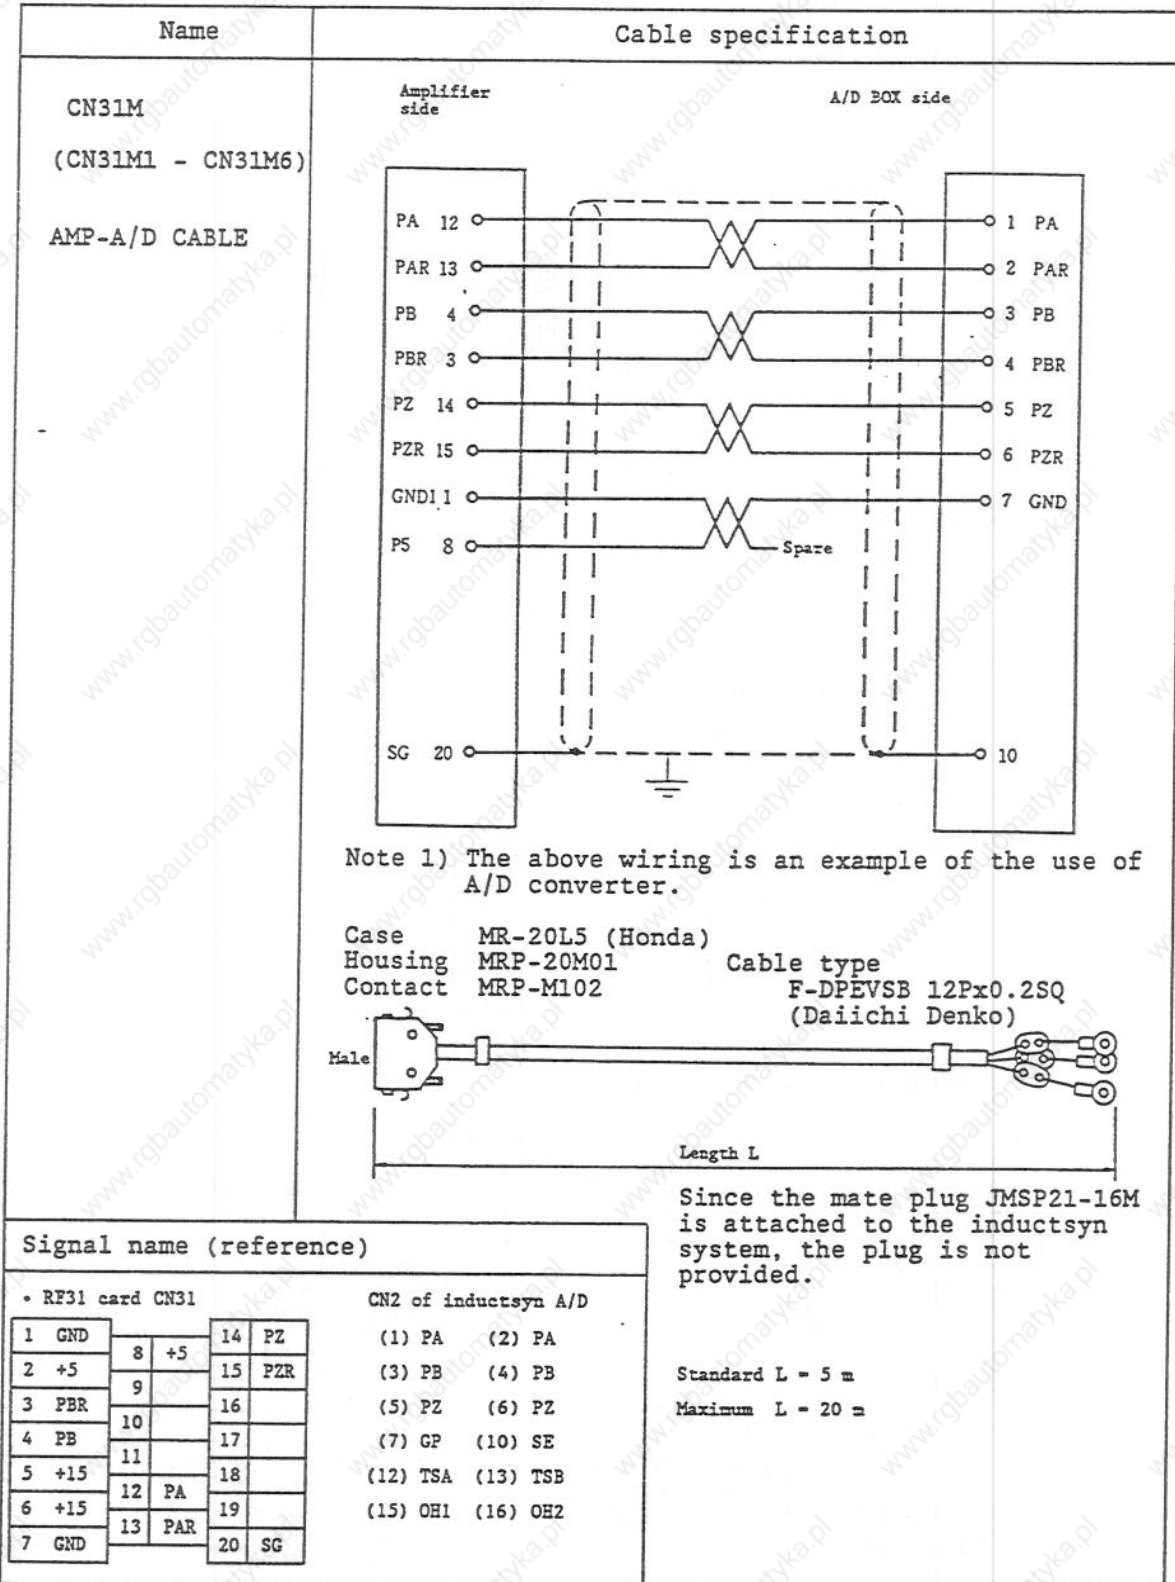 Name
Cable specification
CN31M
(CN31M1 - CN31M6)
AMP-A/D CABLE
Amplifier
side
A/D BOX side
PA 12
1 PA
PAR 13
2 PAR
PB 4
3 PB
PBR 3
4 PBR
PZ 14
5 PZ
PZR 15
6 PZR
GND1 1
7 GND
P5 8
Spare
SG 20
10
Note 1) The above wiring is an example of the use of
A/D converter.
Case MR-20L5 (Honda)
Housing MRP-20M01
Contact MRP-M102
Cable type
F-DPEVSB 12Px0.2SQ
(Daiichi Denko)
Male
Length L
Since the mate plug JMSP21-16M
is attached to the inductsyn
system, the plug is not
provided.
Standard L = 5 m
Maximum L = 20 m
Signal name (reference)
• RF31 card CN31
1 GND
2 +5
3 PBR
4 PB
5 +15
6 +15
7 GND
8 +5
9
10
11
12 PA
13 PAR
14 PZ
15 PZR
16
17
18
19
20 SG
CN2 of inductsyn A/D
(1) PA (2) PA
(3) PB (4) PB
(5) PZ (6) PZ
(7) GP (10) SE
(12) TSA (13) TSB
(15) OH1 (16) OH2
www.rgbautomatyka.pl